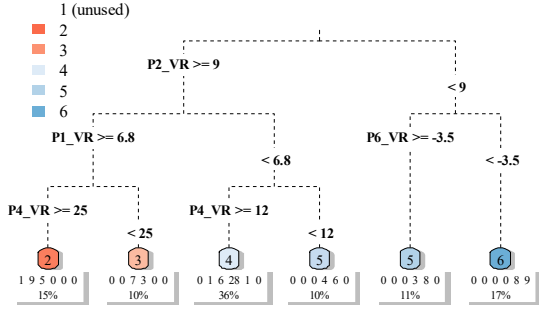 1 (unused)
2
3
4
5
6
P2_VR >= 9
< 9
P1_VR >= 6.8
P6_VR >= -3.5
< 6.8
< -3.5
P4_VR >= 25
P4_VR >= 12
< 25
< 12
2 3 4 5 5 6
1 9 5 0 0 0 0 0 7 3 0 0 0 1 6 28 1 0 0 0 0 4 6 0 0 0 0 3 8 0 0 0 0 0 8 9
15% 10% 36% 10% 11% 17%